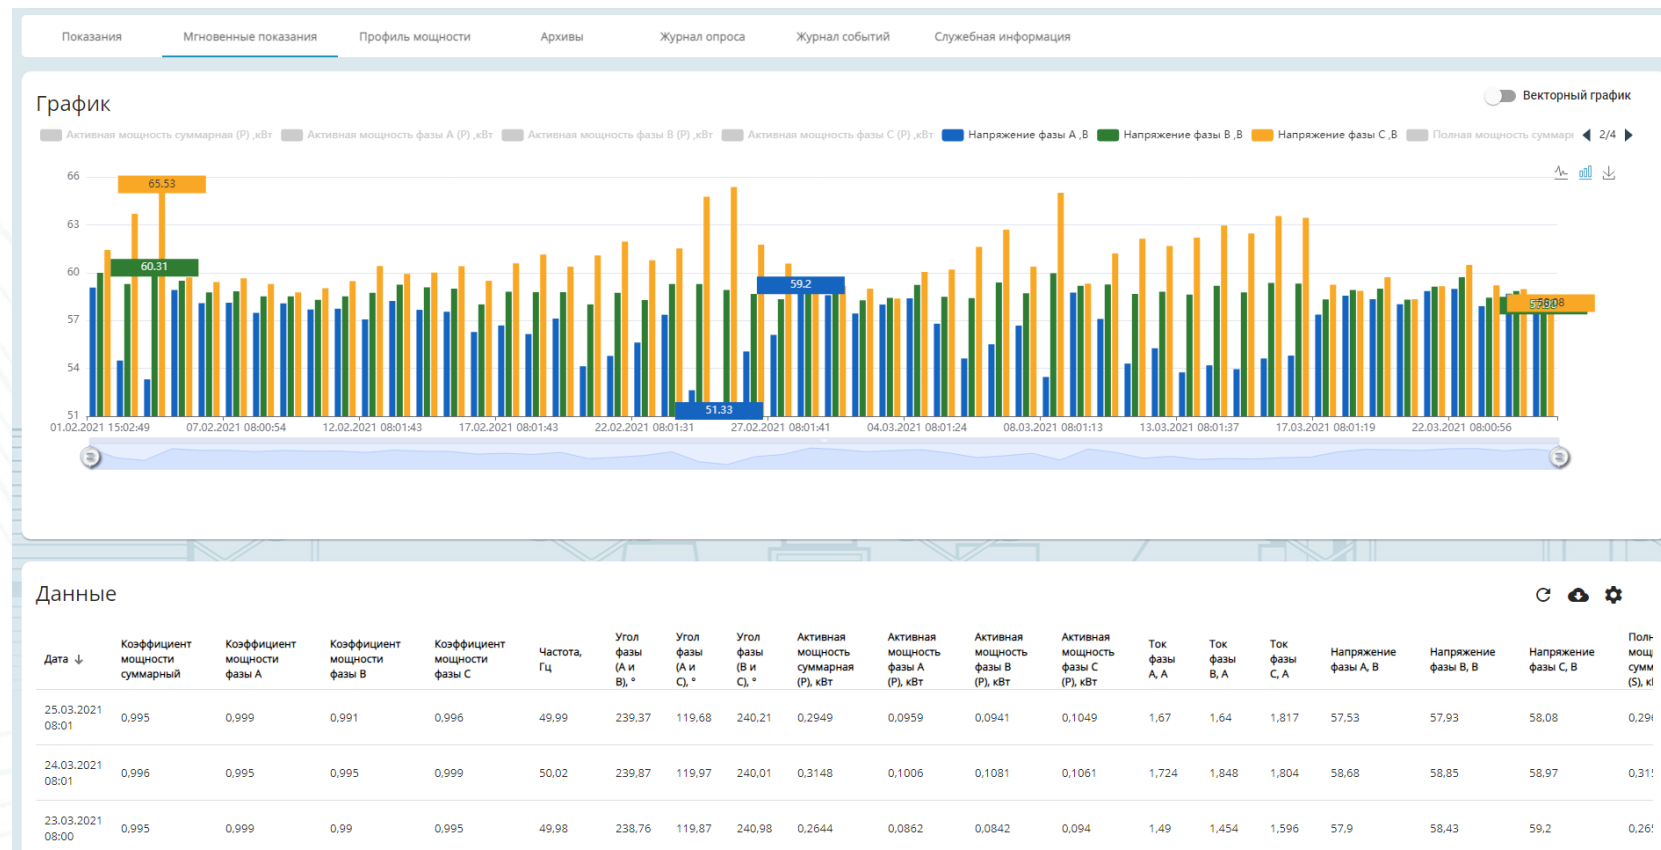 Показания Мгновенные показания Профиль мощности Архивы Журнал опроса Журнал событий Служебная информация
График
Векторный график
Активная мощность суммарная (P) ,кВт Активная мощность фазы A (P) ,кВт Активная мощность фазы B (P) ,кВт Активная мощность фазы C (P) ,кВт Напряжение фазы A ,В Напряжение фазы B ,В Напряжение фазы C ,В Полная мощность суммар 2/4
66
65.53
63
60.31
60
59.2
58.08
57
54
51.33
51
01.02.2021 15:02:49 07.02.2021 08:00:54 12.02.2021 08:01:43 17.02.2021 08:01:43 22.02.2021 08:01:31 27.02.2021 08:01:41 04.03.2021 08:01:24 08.03.2021 08:01:13 13.03.2021 08:01:37 17.03.2021 08:01:19 22.03.2021 08:00:56
Данные
Дата Коэффициент мощности суммарный Коэффициент мощности фазы A Коэффициент мощности фазы B Коэффициент мощности фазы C Частота, Гц Угол фазы (A и B), ° Угол фазы (A и C), ° Угол фазы (B и C), ° Активная мощность суммарная (P), кВт Активная мощность фазы A (P), кВт Активная мощность фазы B (P), кВт Активная мощность фазы C (P), кВт Ток фазы A, A Ток фазы B, A Ток фазы C, A Напряжение фазы A, В Напряжение фазы B, В Напряжение фазы C, В Полн мощ сумм (S), к
25.03.2021 08:01 0,995 0,999 0,991 0,996 49,99 239,37 119,68 240,21 0,2949 0,0959 0,0941 0,1049 1,67 1,64 1,817 57,53 57,93 58,08 0,296
24.03.2021 08:01 0,996 0,995 0,995 0,999 50,02 239,87 119,97 240,01 0,3148 0,1006 0,1081 0,1061 1,724 1,848 1,804 58,68 58,85 58,97 0,315
23.03.2021 08:00 0,995 0,999 0,99 0,995 49,98 238,76 119,87 240,98 0,2644 0,0862 0,0842 0,094 1,49 1,454 1,596 57,9 58,43 59,2 0,265